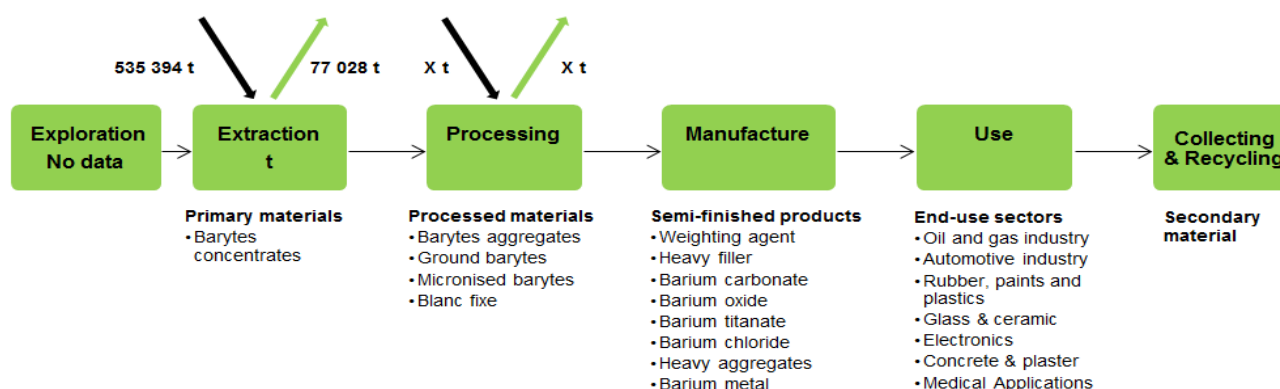 535 394 t
77 028 t
X t
X t
Exploration
No data
Extraction
t
Processing
Manufacture
Use
Collecting
& Recycling
Primary materials
• Barytes
concentrates
Processed materials
• Barytes aggregates
• Ground barytes
• Micronised barytes
• Blanc fixe
Semi-finished products
• Weighting agent
• Heavy filler
• Barium carbonate
• Barium oxide
• Barium titanate
• Barium chloride
• Heavy aggregates
• Barium metal
End-use sectors
• Oil and gas industry
• Automotive industry
• Rubber, paints and
plastics
• Glass & ceramic
• Electronics
• Concrete & plaster
• Medical Applications
Secondary
material